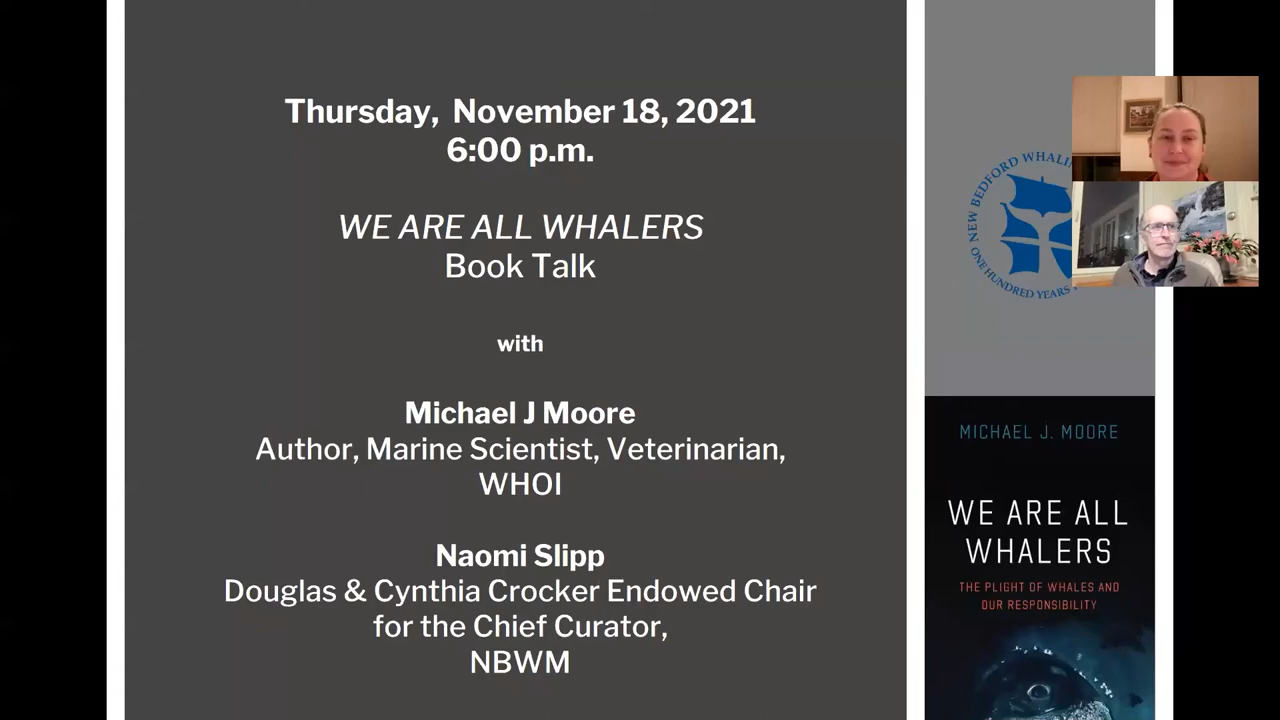 Thursday,  November 18, 2021
6:00 p.m.
WE ARE ALL WHALERS
Book Talk
with
Michael J Moore
Author, Marine Scientist, Veterinarian,
WHOI
Naomi Slipp
Douglas & Cynthia Crocker Endowed Chair
for the Chief Curator,
NBWM
NEW BEDFORD
ONE HUNDRED YEARS
MICHAEL J. MOORE
WE ARE ALL
WHALERS
THE PLIGHT OF WHALES AND
OUR RESPONSIBILITY